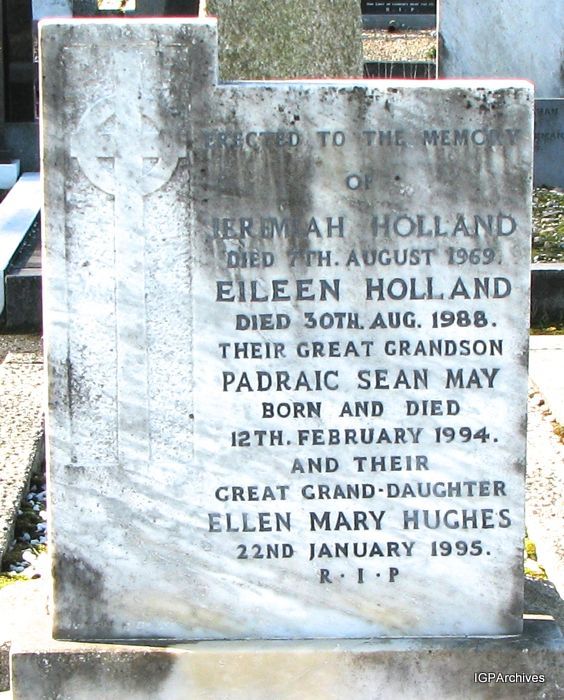 ERECTED TO THE MEMORY
OF
JEREMIAH HOLLAND
DIED 7TH. AUGUST 1969.
EILEEN HOLLAND
DIED 30TH. AUG. 1988.
THEIR GREAT GRANDSON
PADRAIC SEAN MAY
BORN AND DIED
12TH. FEBRUARY 1994.
AND THEIR
GREAT GRAND-DAUGHTER
ELLEN MARY HUGHES
22ND JANUARY 1995.
R·I·P
R I P
IGPArchives